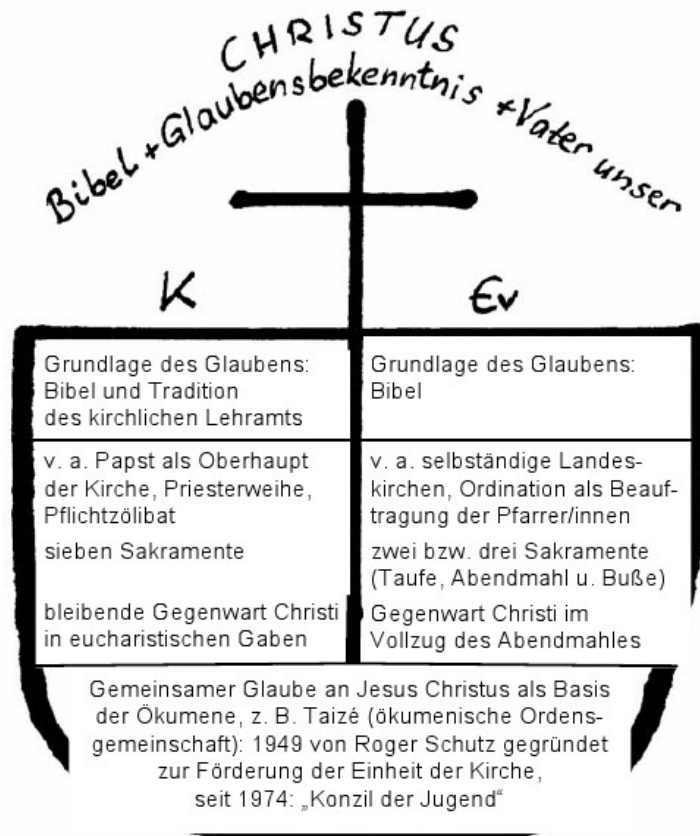 CHRISTUS
Bibel + Glaubensbekenntnis + Vater unser
K
Ev
Grundlage des Glaubens:
Bibel und Tradition
des kirchlichen Lehramts
Grundlage des Glaubens:
Bibel
v. a. Papst als Oberhaupt
der Kirche, Priesterweihe,
Pflichtzölibat
v. a. selbständige Landes-
kirchen, Ordination als Beauf-
tragung der Pfarrer/innen
sieben Sakramente
zwei bzw. drei Sakramente
(Taufe, Abendmahl u. Buße)
bleibende Gegenwart Christi
in eucharistischen Gaben
Gegenwart Christi im
Vollzug des Abendmahles
Gemeinsamer Glaube an Jesus Christus als Basis
der Ökumene, z. B. Taizé (ökumenische Ordens-
gemeinschaft): 1949 von Roger Schutz gegründet
zur Förderung der Einheit der Kirche,
seit 1974: „Konzil der Jugend“